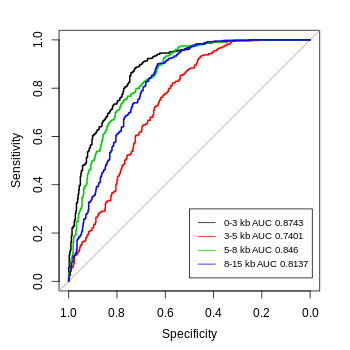 Sensitivity
1.0
0.8
0.6
0.4
0.2
0.0
0-3 kb AUC 0.8743
3-5 kb AUC 0.7401
5-8 kb AUC 0.846
8-15 kb AUC 0.8137
1.0 0.8 0.6 0.4 0.2 0.0
Specificity